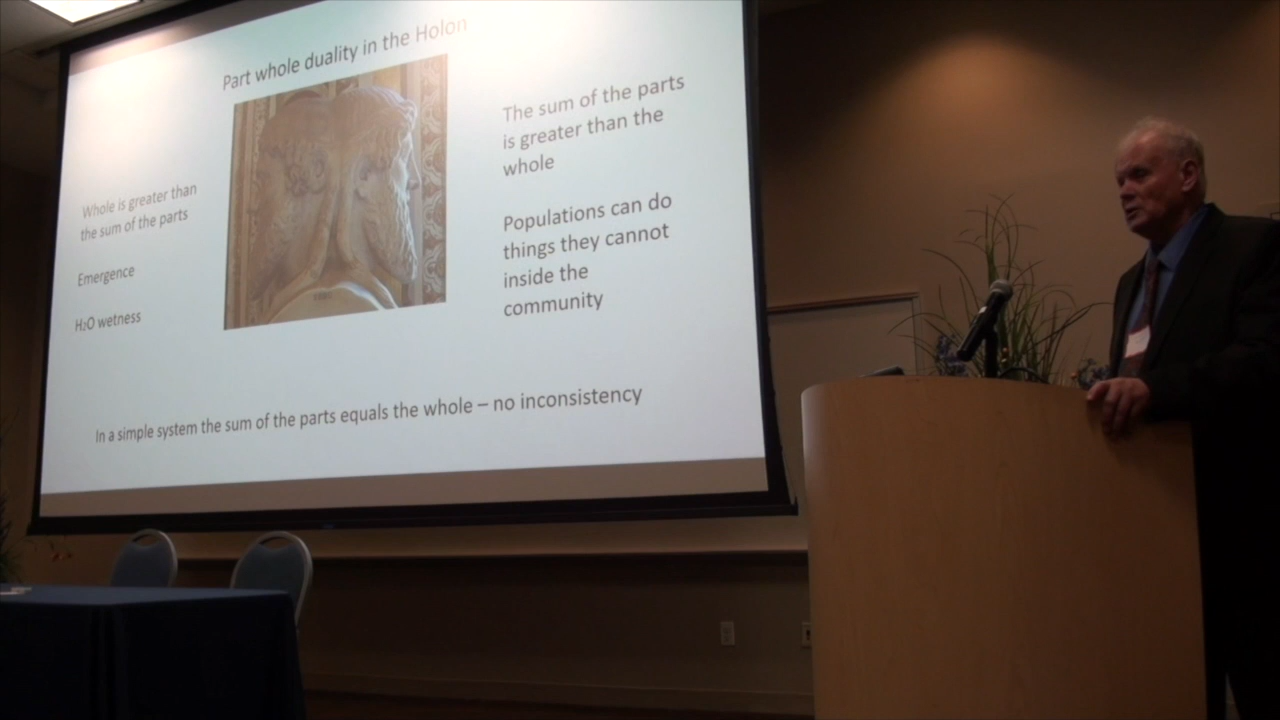 Part whole duality in the Holon
Whole is greater than
the sum of the parts
Emergence
H2O wetness
The sum of the parts
is greater than the
whole
Populations can do
things they cannot
inside the
community
In a simple system the sum of the parts equals the whole – no inconsistency